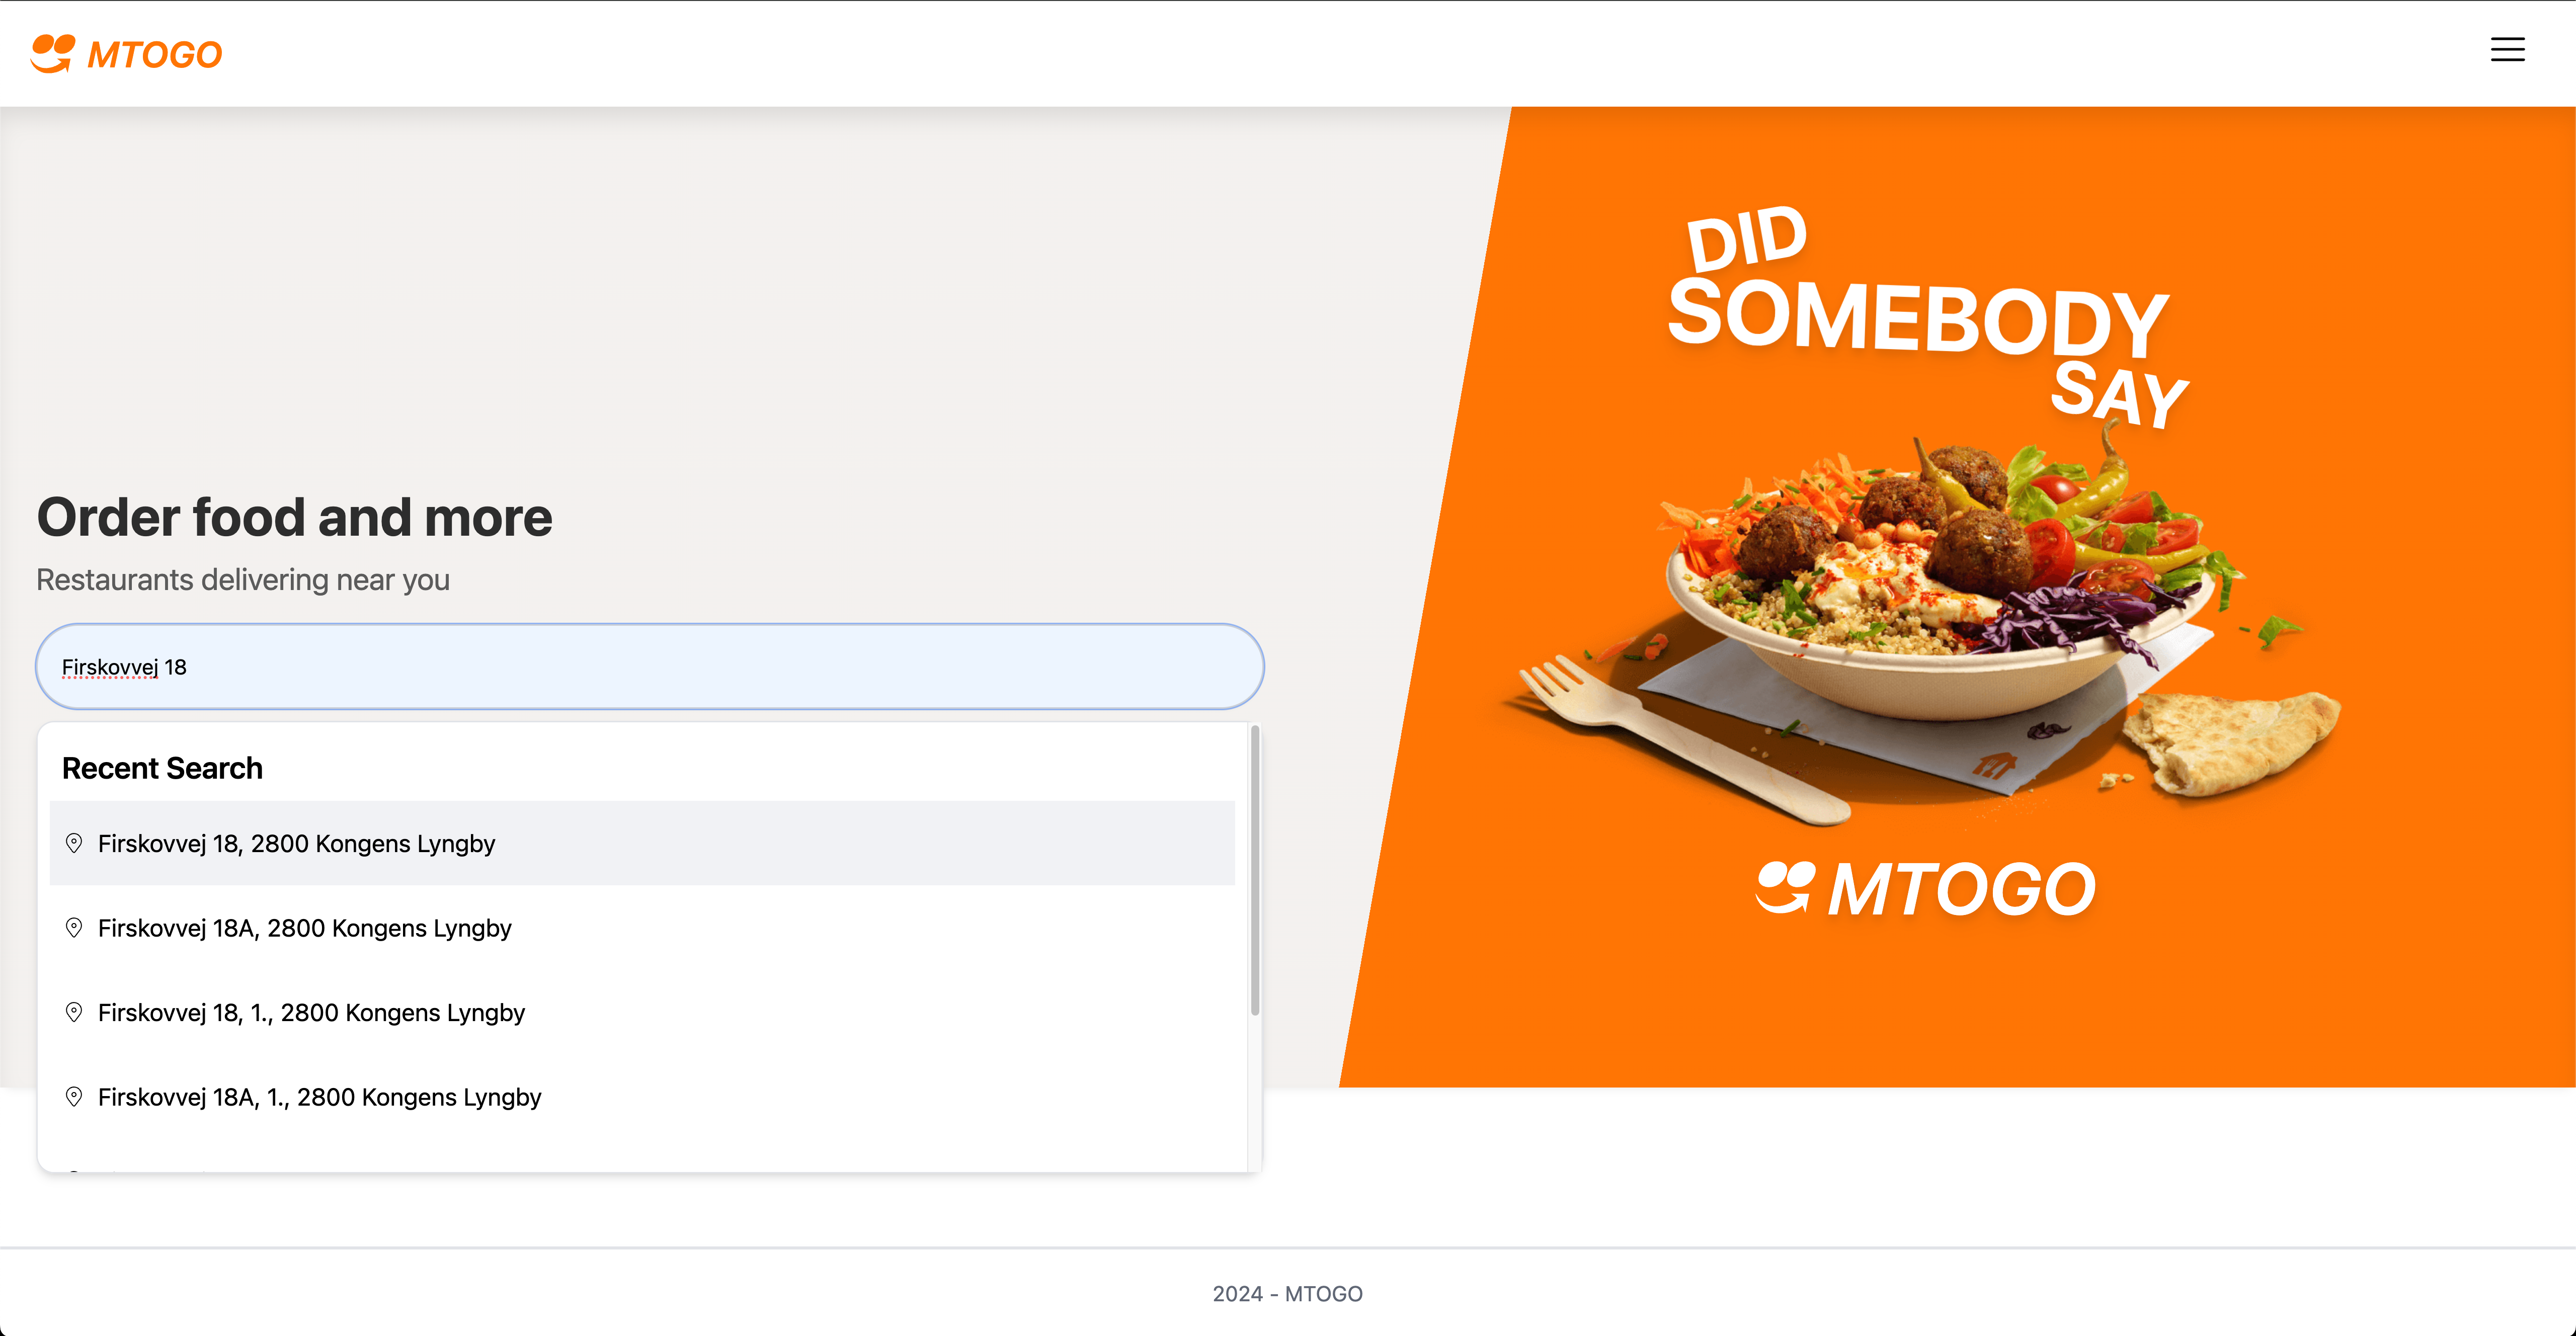 MTOGO
DID
SOMEBODY
SAY
Order food and more
Restaurants delivering near you
Firskovvej 18
Recent Search
Firskovvej 18, 2800 Kongens Lyngby
Firskovvej 18A, 2800 Kongens Lyngby
Firskovvej 18, 1., 2800 Kongens Lyngby
Firskovvej 18A, 1., 2800 Kongens Lyngby
MTOGO
2024 - MTOGO